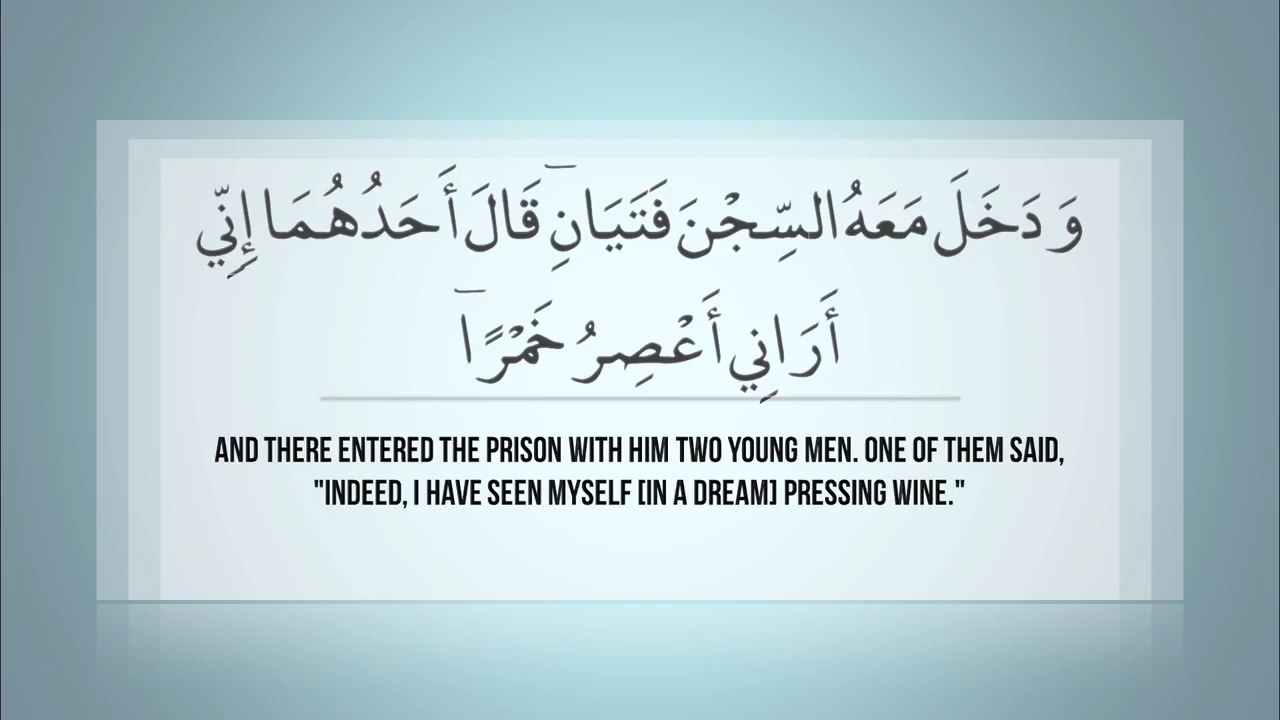 وَ دَخَلَ مَعَهُ السِّجْنَ فَتَيَانِ ۖ قَالَ أَحَدُهُمَا إِنِّي
أَرَانِي أَعْصِرُ خَمْرًا ۖ
AND THERE ENTERED THE PRISON WITH HIM TWO YOUNG MEN. ONE OF THEM SAID,
"INDEED, I HAVE SEEN MYSELF [IN A DREAM] PRESSING WINE."